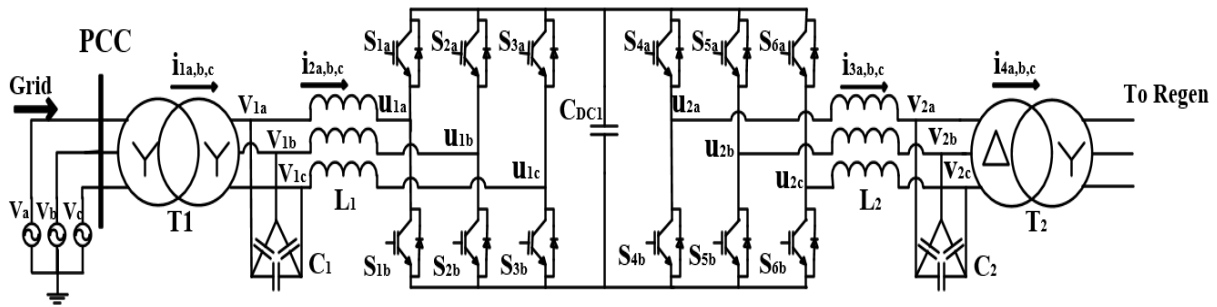 PCC
Grid
i1a,b,c
i2a,b,c
V1a
V1b
V1c
L1
C1
Va
Vb
Vc
T1
S1a
S2a
S3a
u1a
u1b
u1c
S1b
S2b
S3b
CDC1
S4a
S5a
S6a
u2a
u2b
u2c
S4b
S5b
S6b
i3a,b,c
i4a,b,c
V2a
V2b
V2c
L2
C2
T2
To Regen